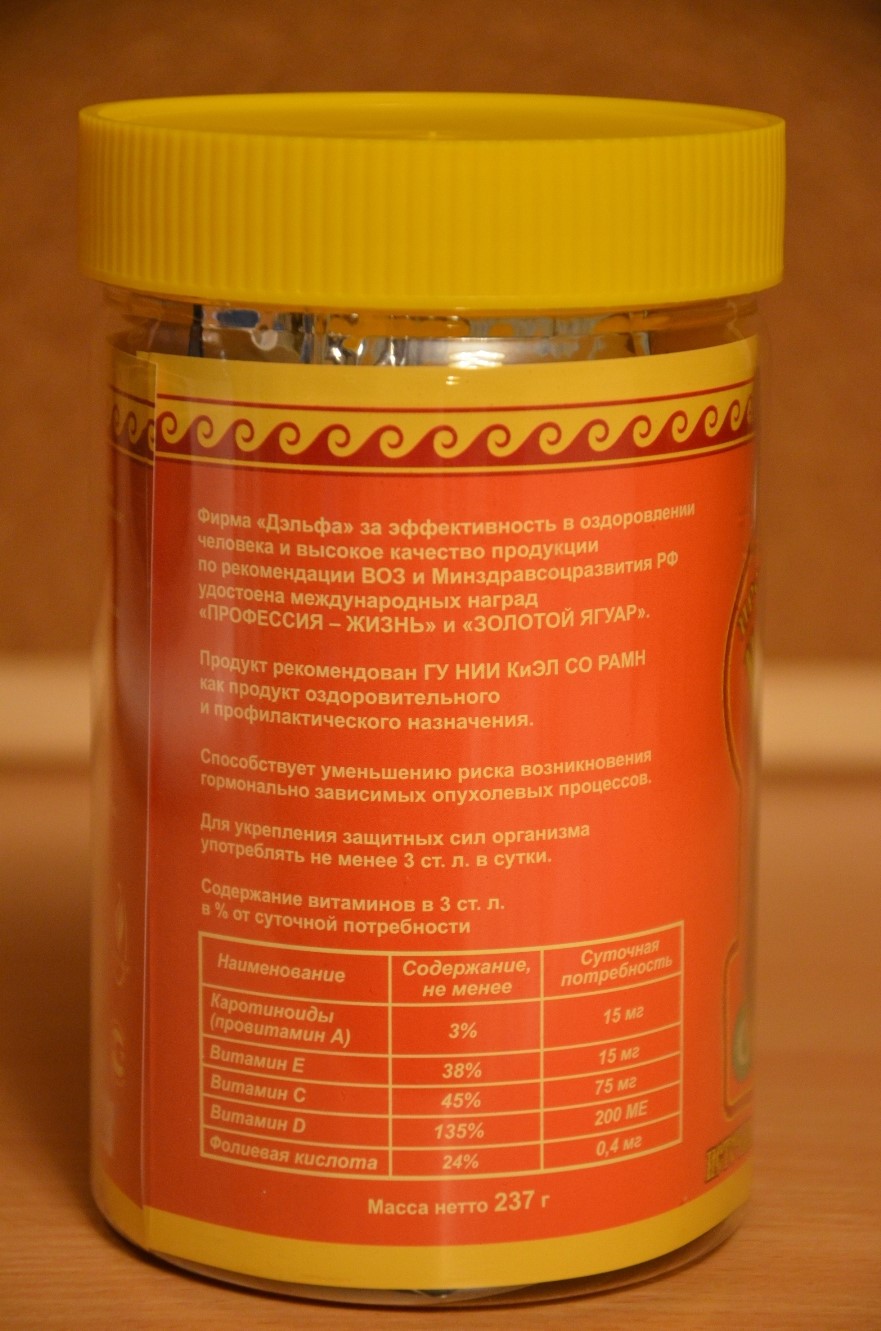 Фирма «Дэльфа» за эффективность в оздоровлении
человека и высокое качество продукции
по рекомендации ВОЗ и Минздравсоцразвития РФ
удостоена международных наград
«ПРОФЕССИЯ – ЖИЗНЬ» и «ЗОЛОТОЙ ЯГУАР».
Продукт рекомендован ГУ НИИ КиЭЛ СО РАМН
как продукт оздоровительного
и профилактического назначения.
Способствует уменьшению риска возникновения
гормонально зависимых опухолевых процессов.
Для укрепления защитных сил организма
употреблять не менее 3 ст. л. в сутки.
Содержание витаминов в 3 ст. л.
в % от суточной потребности
Наименование Содержание, не менее Суточная потребность
Каротиноиды (провитамин А) 3% 15 мг
Витамин Е 38% 15 мг
Витамин С 45% 75 мг
Витамин D 135% 200 МЕ
Фолиевая кислота 24% 0,4 мг
Масса нетто 237 г